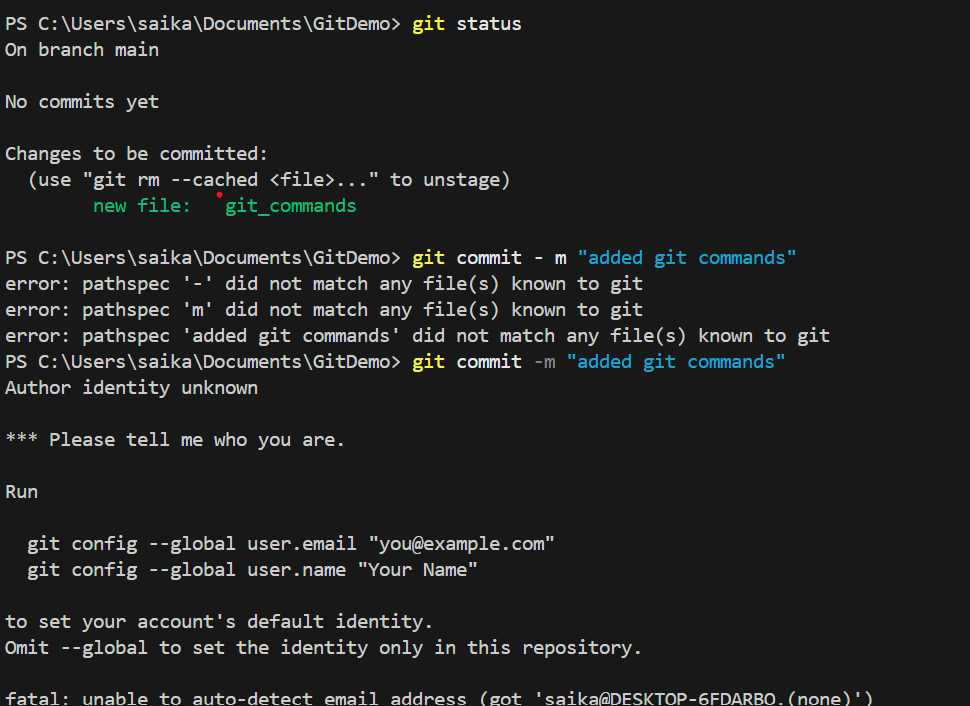 PS C:\Users\saika\Documents\GitDemo> git status
On branch main
No commits yet
Changes to be committed:
(use "git rm --cached <file>..." to unstage)
new file: git_commands
PS C:\Users\saika\Documents\GitDemo> git commit - m "added git commands"
error: pathspec '-' did not match any file(s) known to git
error: pathspec 'm' did not match any file(s) known to git
error: pathspec 'added git commands' did not match any file(s) known to git
PS C:\Users\saika\Documents\GitDemo> git commit -m "added git commands"
Author identity unknown
*** Please tell me who you are.
Run
git config --global user.email "you@example.com"
git config --global user.name "Your Name"
to set your account's default identity.
Omit --global to set the identity only in this repository.
fatal: unable to auto-detect email address (got 'saika@DESKTOP-6FDARBO.(none)')